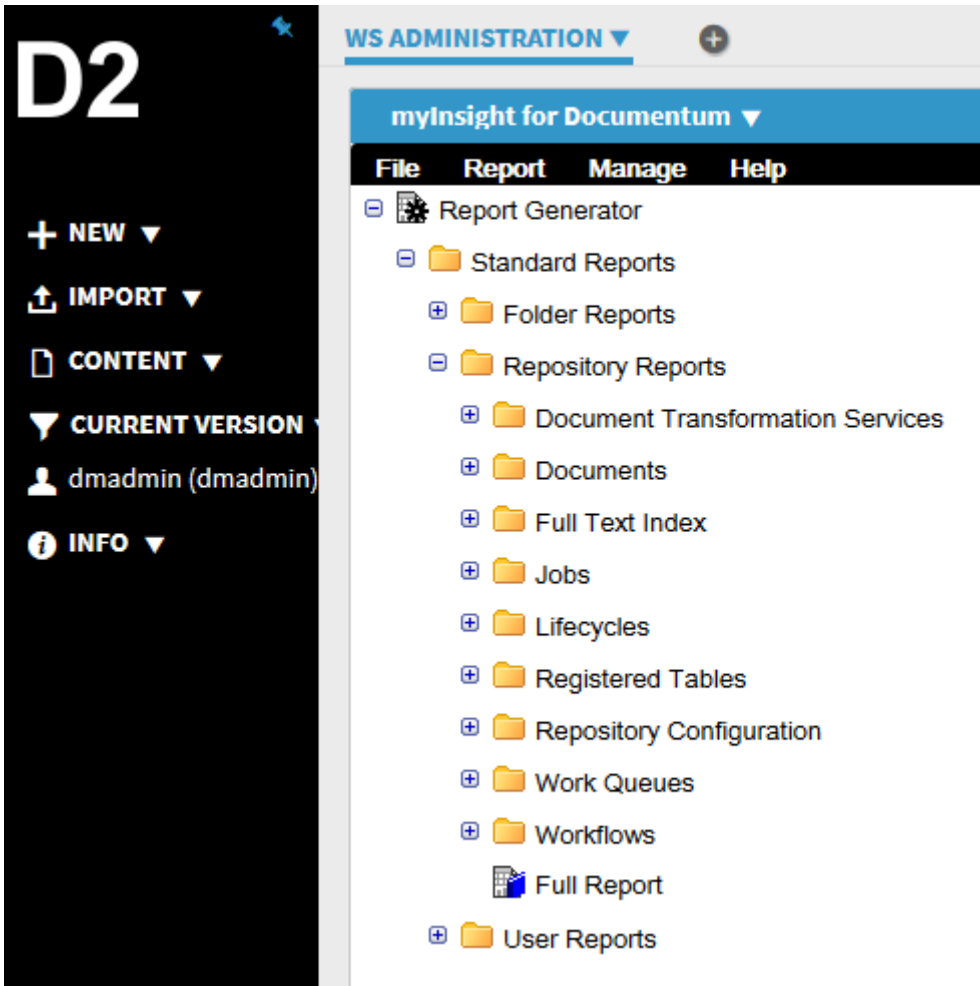 D2
NEW
IMPORT
CONTENT
CURRENT VERSION
dmadmin (dmadmin)
INFO
WS ADMINISTRATION
myInsight for Documentum
File Report Manage Help
Report Generator
Standard Reports
Folder Reports
Repository Reports
Document Transformation Services
Documents
Full Text Index
Jobs
Lifecycles
Registered Tables
Repository Configuration
Work Queues
Workflows
Full Report
User Reports